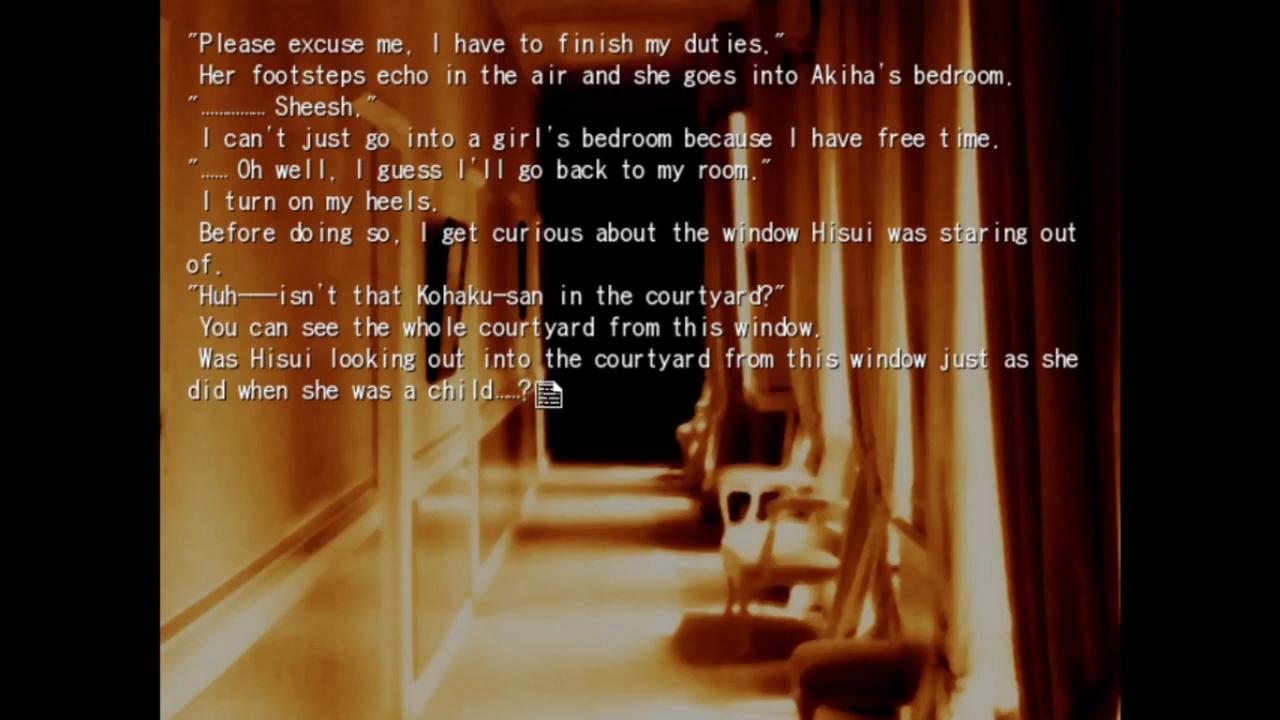 "Please excuse me, I have to finish my duties."
Her footsteps echo in the air and she goes into Akiha's bedroom.
"…………… Sheesh."
I can't just go into a girl's bedroom because I have free time.
"…… Oh well, I guess I'll go back to my room."
I turn on my heels.
Before doing so, I get curious about the window Hisui was staring out
of.
"Huh———isn't that Kohaku-san in the courtyard?"
You can see the whole courtyard from this window.
Was Hisui looking out into the courtyard from this window just as she
did when she was a child……?